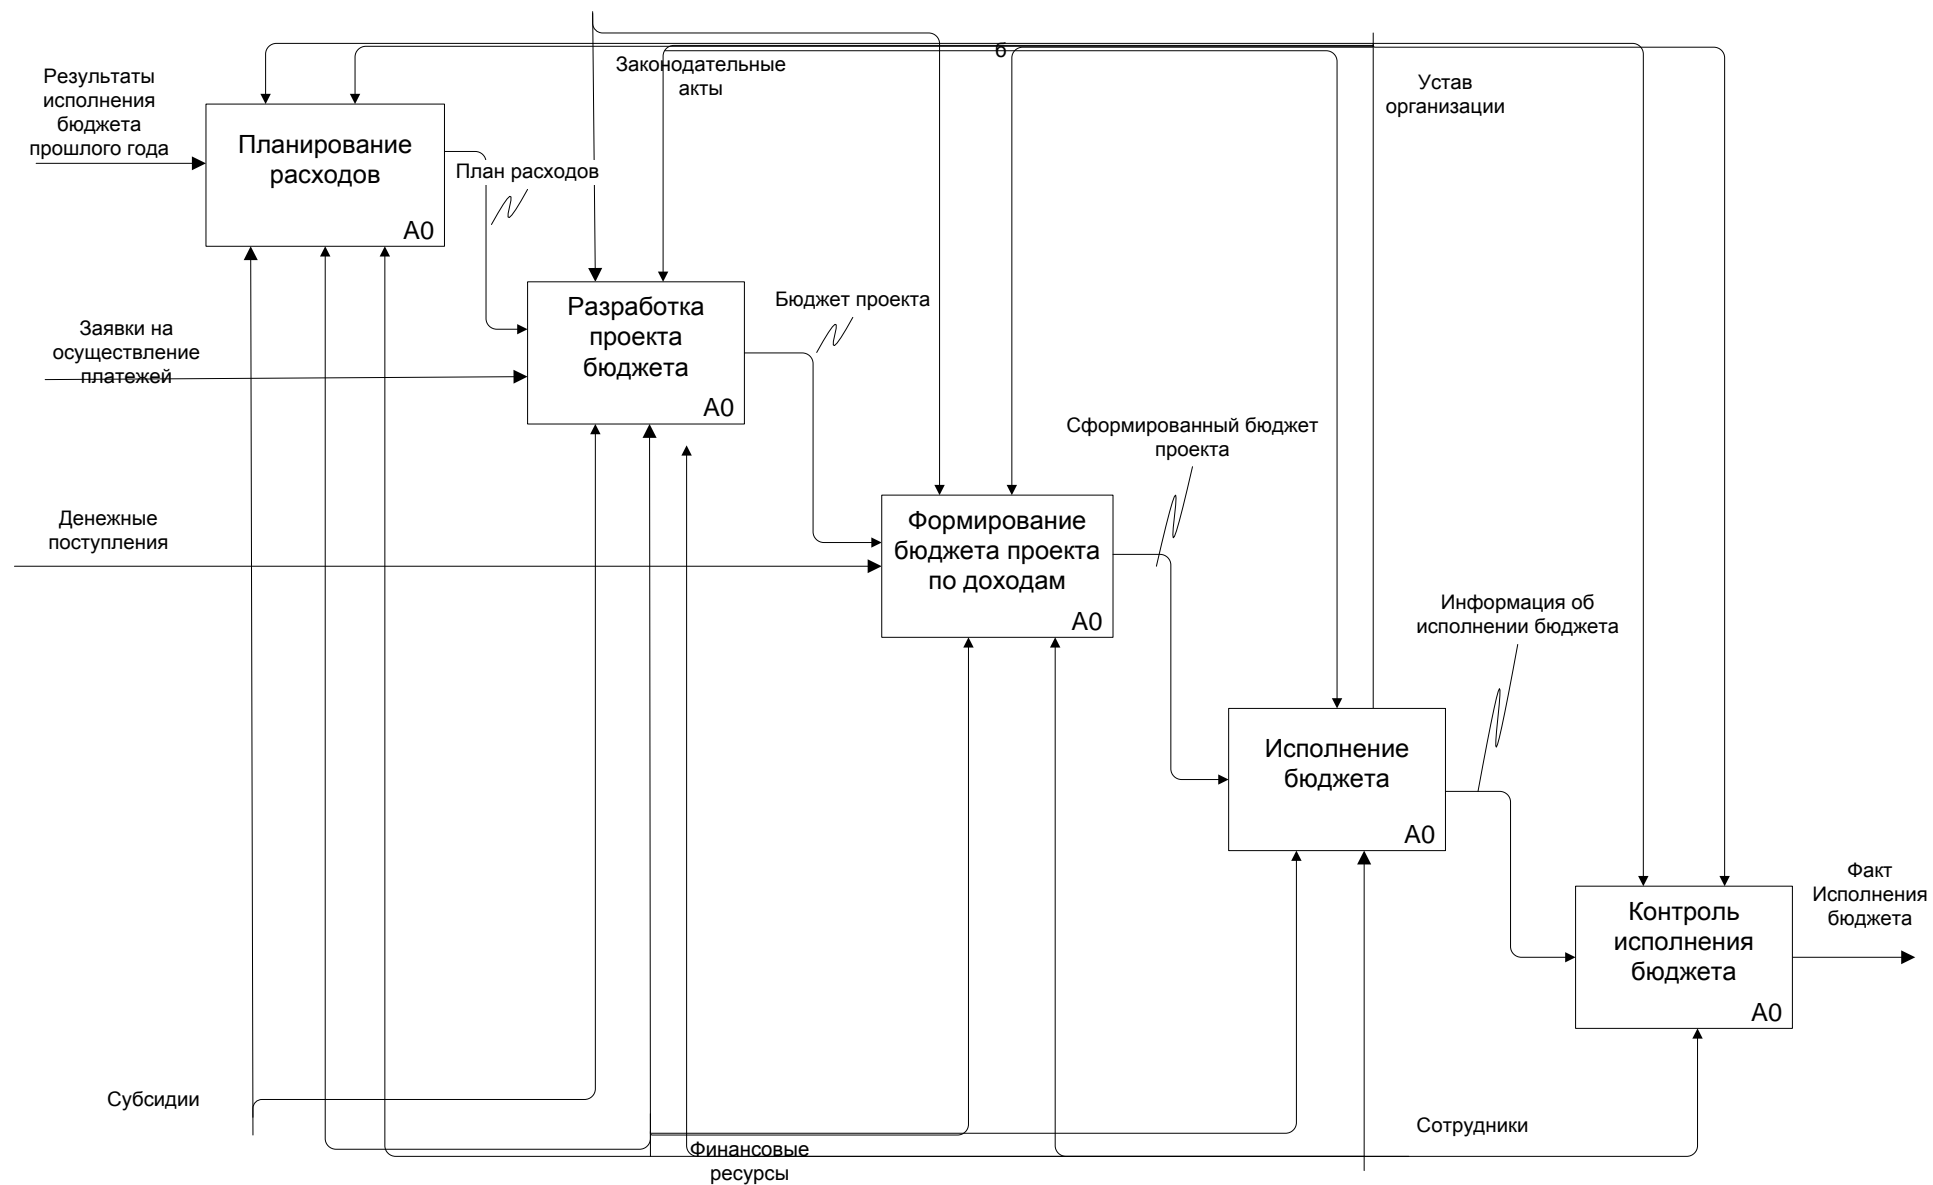 б
Законодательные
акты
Результаты
исполнения
бюджета
прошлого года
Устав
организации
Планирование
расходов
A0
План расходов
Разработка
проекта
бюджета
A0
Бюджет проекта
Заявки на
осуществление
платежей
Сформированный бюджет
проекта
Денежные
поступления
Формирование
бюджета проекта
по доходам
A0
Информация об
исполнении бюджета
Исполнение
бюджета
A0
Факт
Исполнения
бюджета
Контроль
исполнения
бюджета
A0
Субсидии
Сотрудники
Финансовые
ресурсы